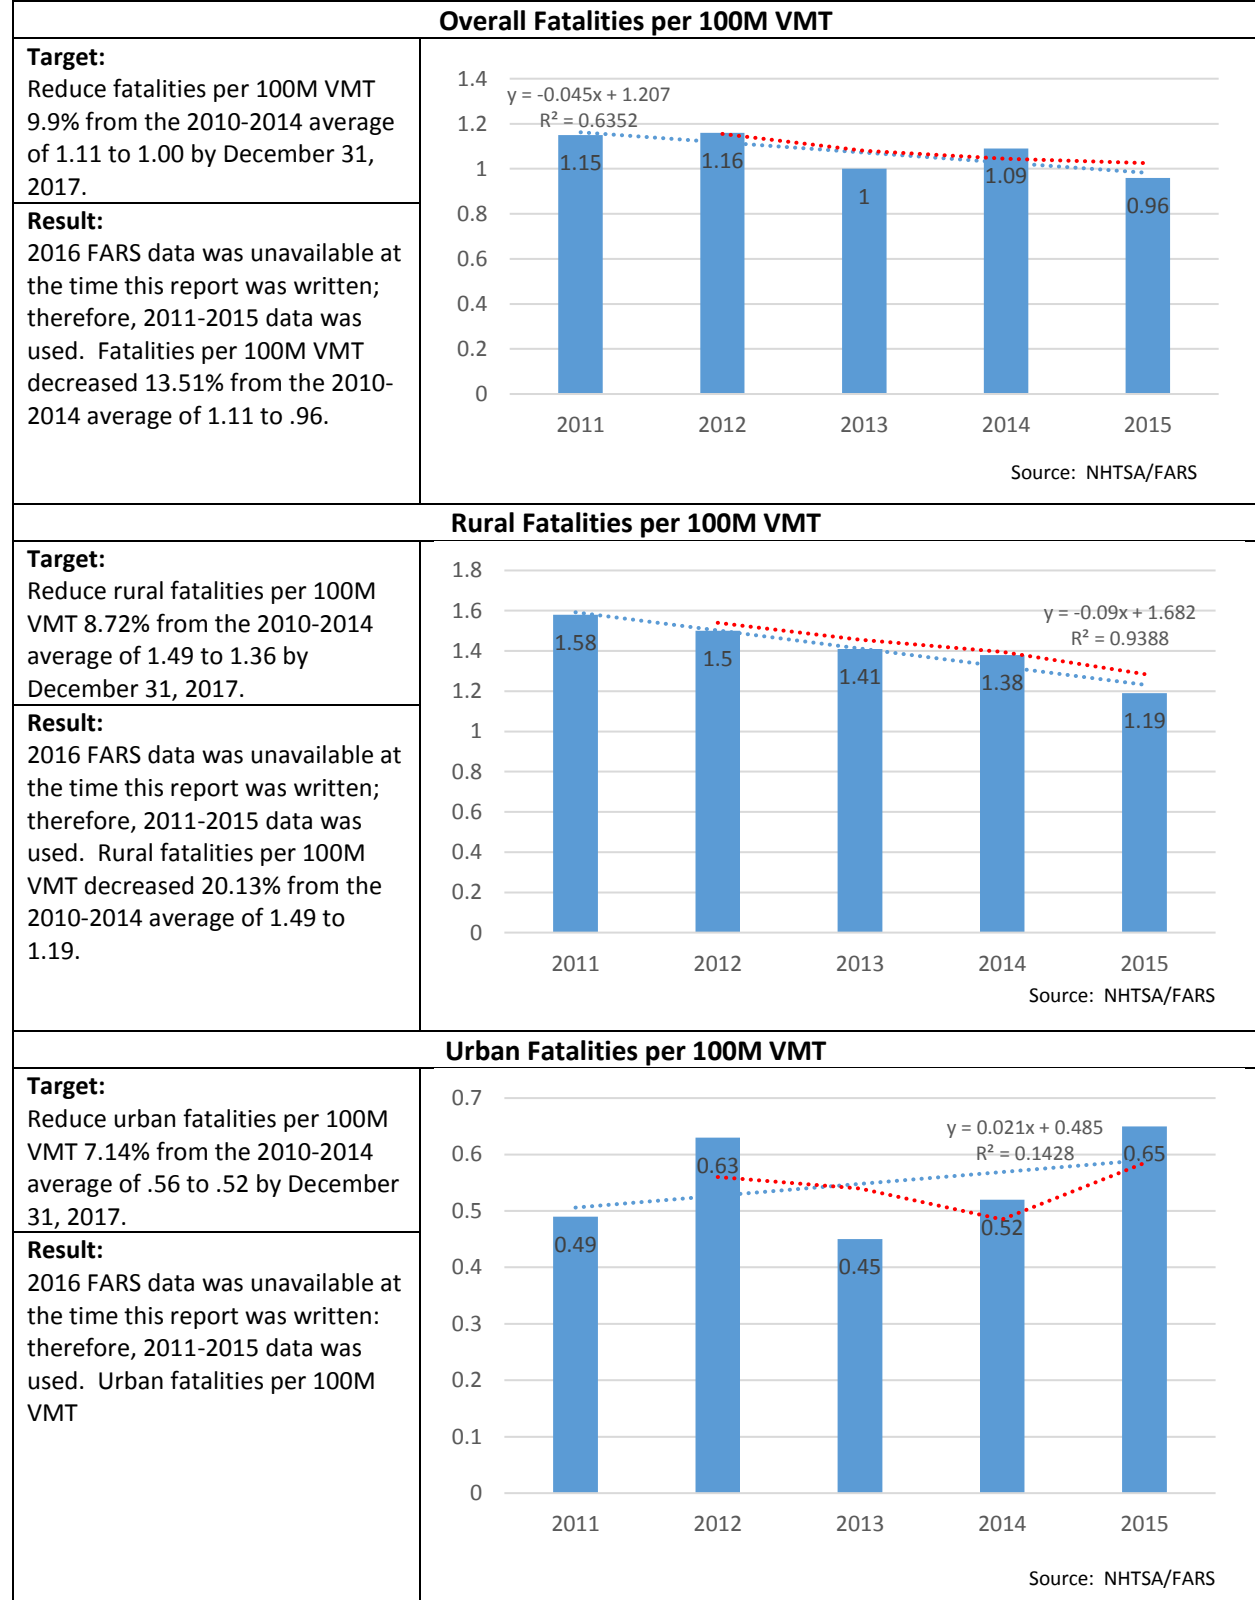 Overall Fatalities per 100M VMT
Target:
Reduce fatalities per 100M VMT
9.9% from the 2010-2014 average
of 1.11 to 1.00 by December 31,
2017.
Result:
2016 FARS data was unavailable at
the time this report was written;
therefore, 2011-2015 data was
used.  Fatalities per 100M VMT
decreased 13.51% from the 2010-
2014 average of 1.11 to .96.
1.4
1.2
1
0.8
0.6
0.4
0.2
0
y = -0.045x + 1.207
R² = 0.6352
1.15
1.16
1
1.09
0.96
2011
2012
2013
2014
2015
Source:  NHTSA/FARS
Rural Fatalities per 100M VMT
Target:
Reduce rural fatalities per 100M
VMT 8.72% from the 2010-2014
average of 1.49 to 1.36 by
December 31, 2017.
Result:
2016 FARS data was unavailable at
the time this report was written;
therefore, 2011-2015 data was
used.  Rural fatalities per 100M
VMT decreased 20.13% from the
2010-2014 average of 1.49 to
1.19.
1.8
1.6
1.4
1.2
1
0.8
0.6
0.4
0.2
0
y = -0.09x + 1.682
R² = 0.9388
1.58
1.5
1.41
1.38
1.19
2011
2012
2013
2014
2015
Source:  NHTSA/FARS
Urban Fatalities per 100M VMT
Target:
Reduce urban fatalities per 100M
VMT 7.14% from the 2010-2014
average of .56 to .52 by December
31, 2017.
Result:
2016 FARS data was unavailable at
the time this report was written:
therefore, 2011-2015 data was
used.  Urban fatalities per 100M
VMT
0.7
0.6
0.5
0.4
0.3
0.2
0.1
0
y = 0.021x + 0.485
R² = 0.1428
0.49
0.63
0.45
0.52
0.65
2011
2012
2013
2014
2015
Source:  NHTSA/FARS